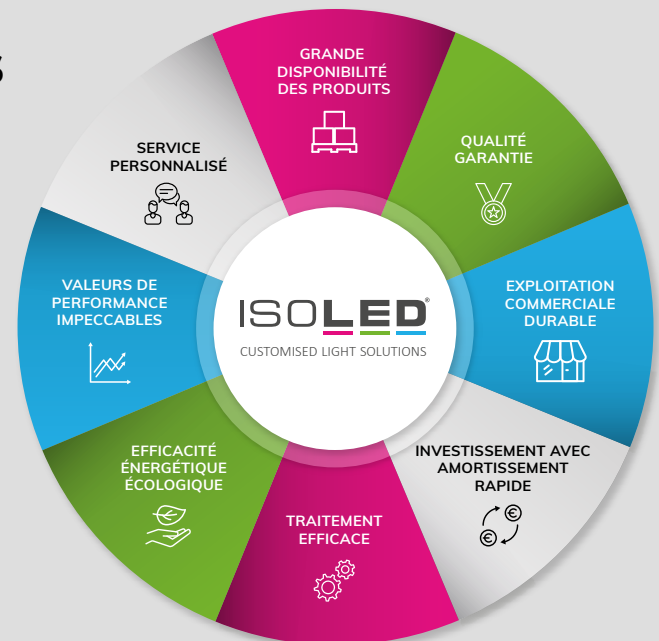 S
GRANDE
DISPONIBILITÉ
DES PRODUITS
QUALITÉ
GARANTIE
EXPLOITATION
COMMERCIALE
DURABLE
INVESTISSEMENT AVEC
AMORTISSEMENT
RAPIDE
TRAITEMENT
EFFICACE
EFFICACITÉ
ÉNERGÉTIQUE
ÉCOLOGIQUE
VALEURS DE
PERFORMANCE
IMPECCABLES
SERVICE
PERSONNALISÉ
ISOLED®
CUSTOMISED LIGHT SOLUTIONS